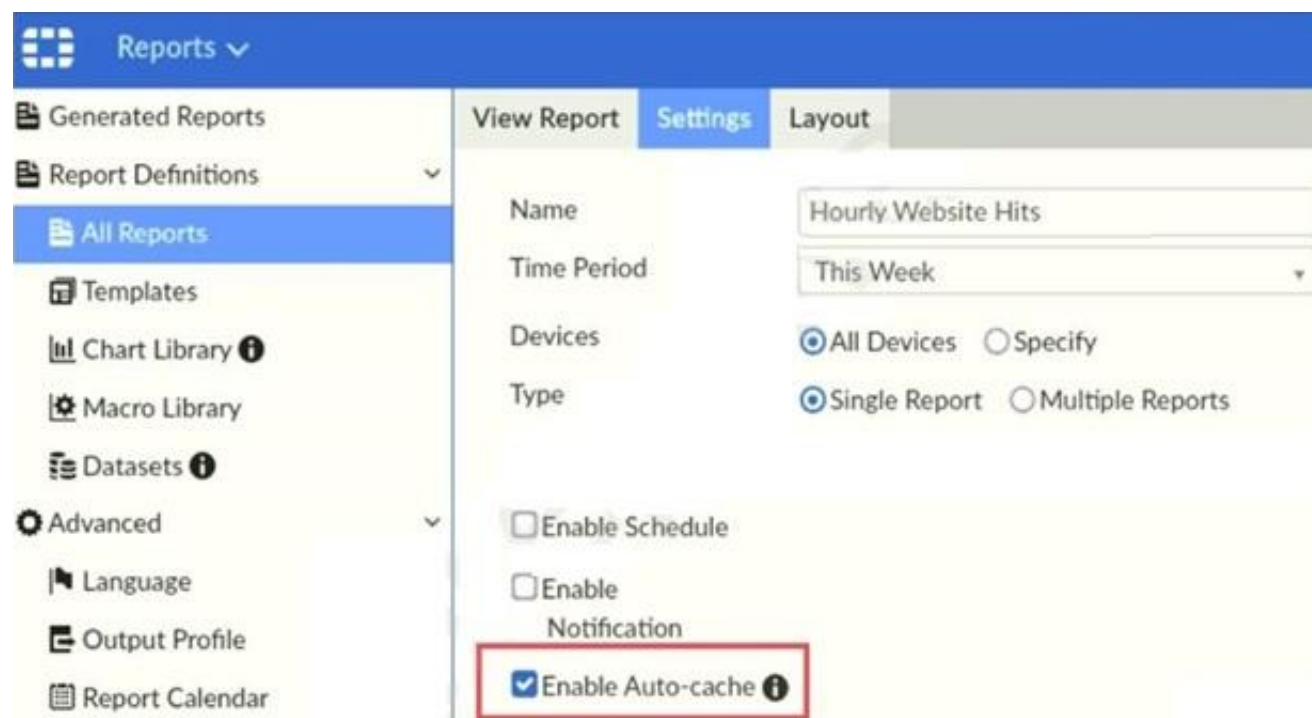 Reports
Generated Reports
Report Definitions
All Reports
Templates
Chart Library
Macro Library
Datasets
Advanced
Language
Output Profile
Report Calendar
View Report Settings Layout
Name Hourly Website Hits
Time Period This Week
Devices All Devices Specify
Type Single Report Multiple Reports
Enable Schedule
Enable
Notification
Enable Auto-cache